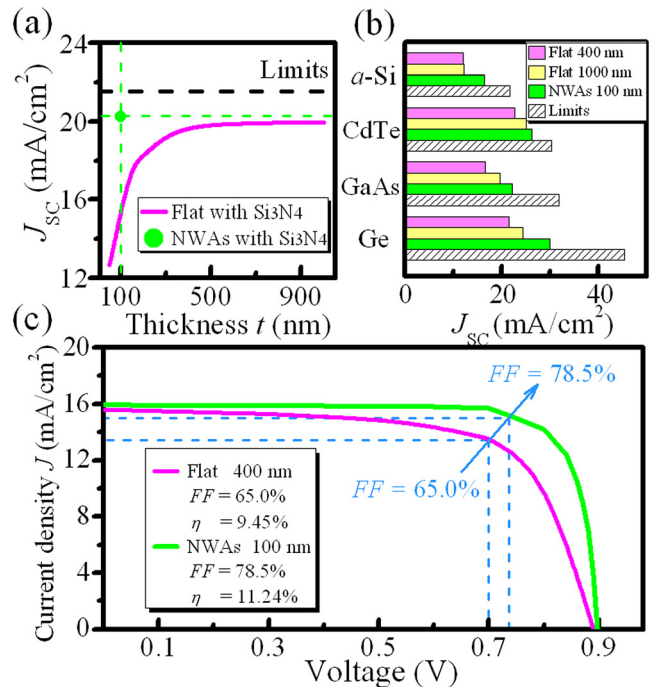 (a)
24
20
16
12
J_SC (mA/cm²)
Limits
Flat with Si3N4
NWAs with Si3N4
100 500 900
Thickness t (nm)
(b)
a-Si
CdTe
GaAs
Ge
Flat 400 nm
Flat 1000 nm
NWAs 100 nm
Limits
0 20 40
J_SC (mA/cm²)
(c)
20
16
12
8
4
0
Current density J (mA/cm²)
FF = 78.5%
FF = 65.0%
Flat 400 nm
FF = 65.0%
η = 9.45%
NWAs 100 nm
FF = 78.5%
η = 11.24%
0.1 0.3 0.5 0.7 0.9
Voltage (V)